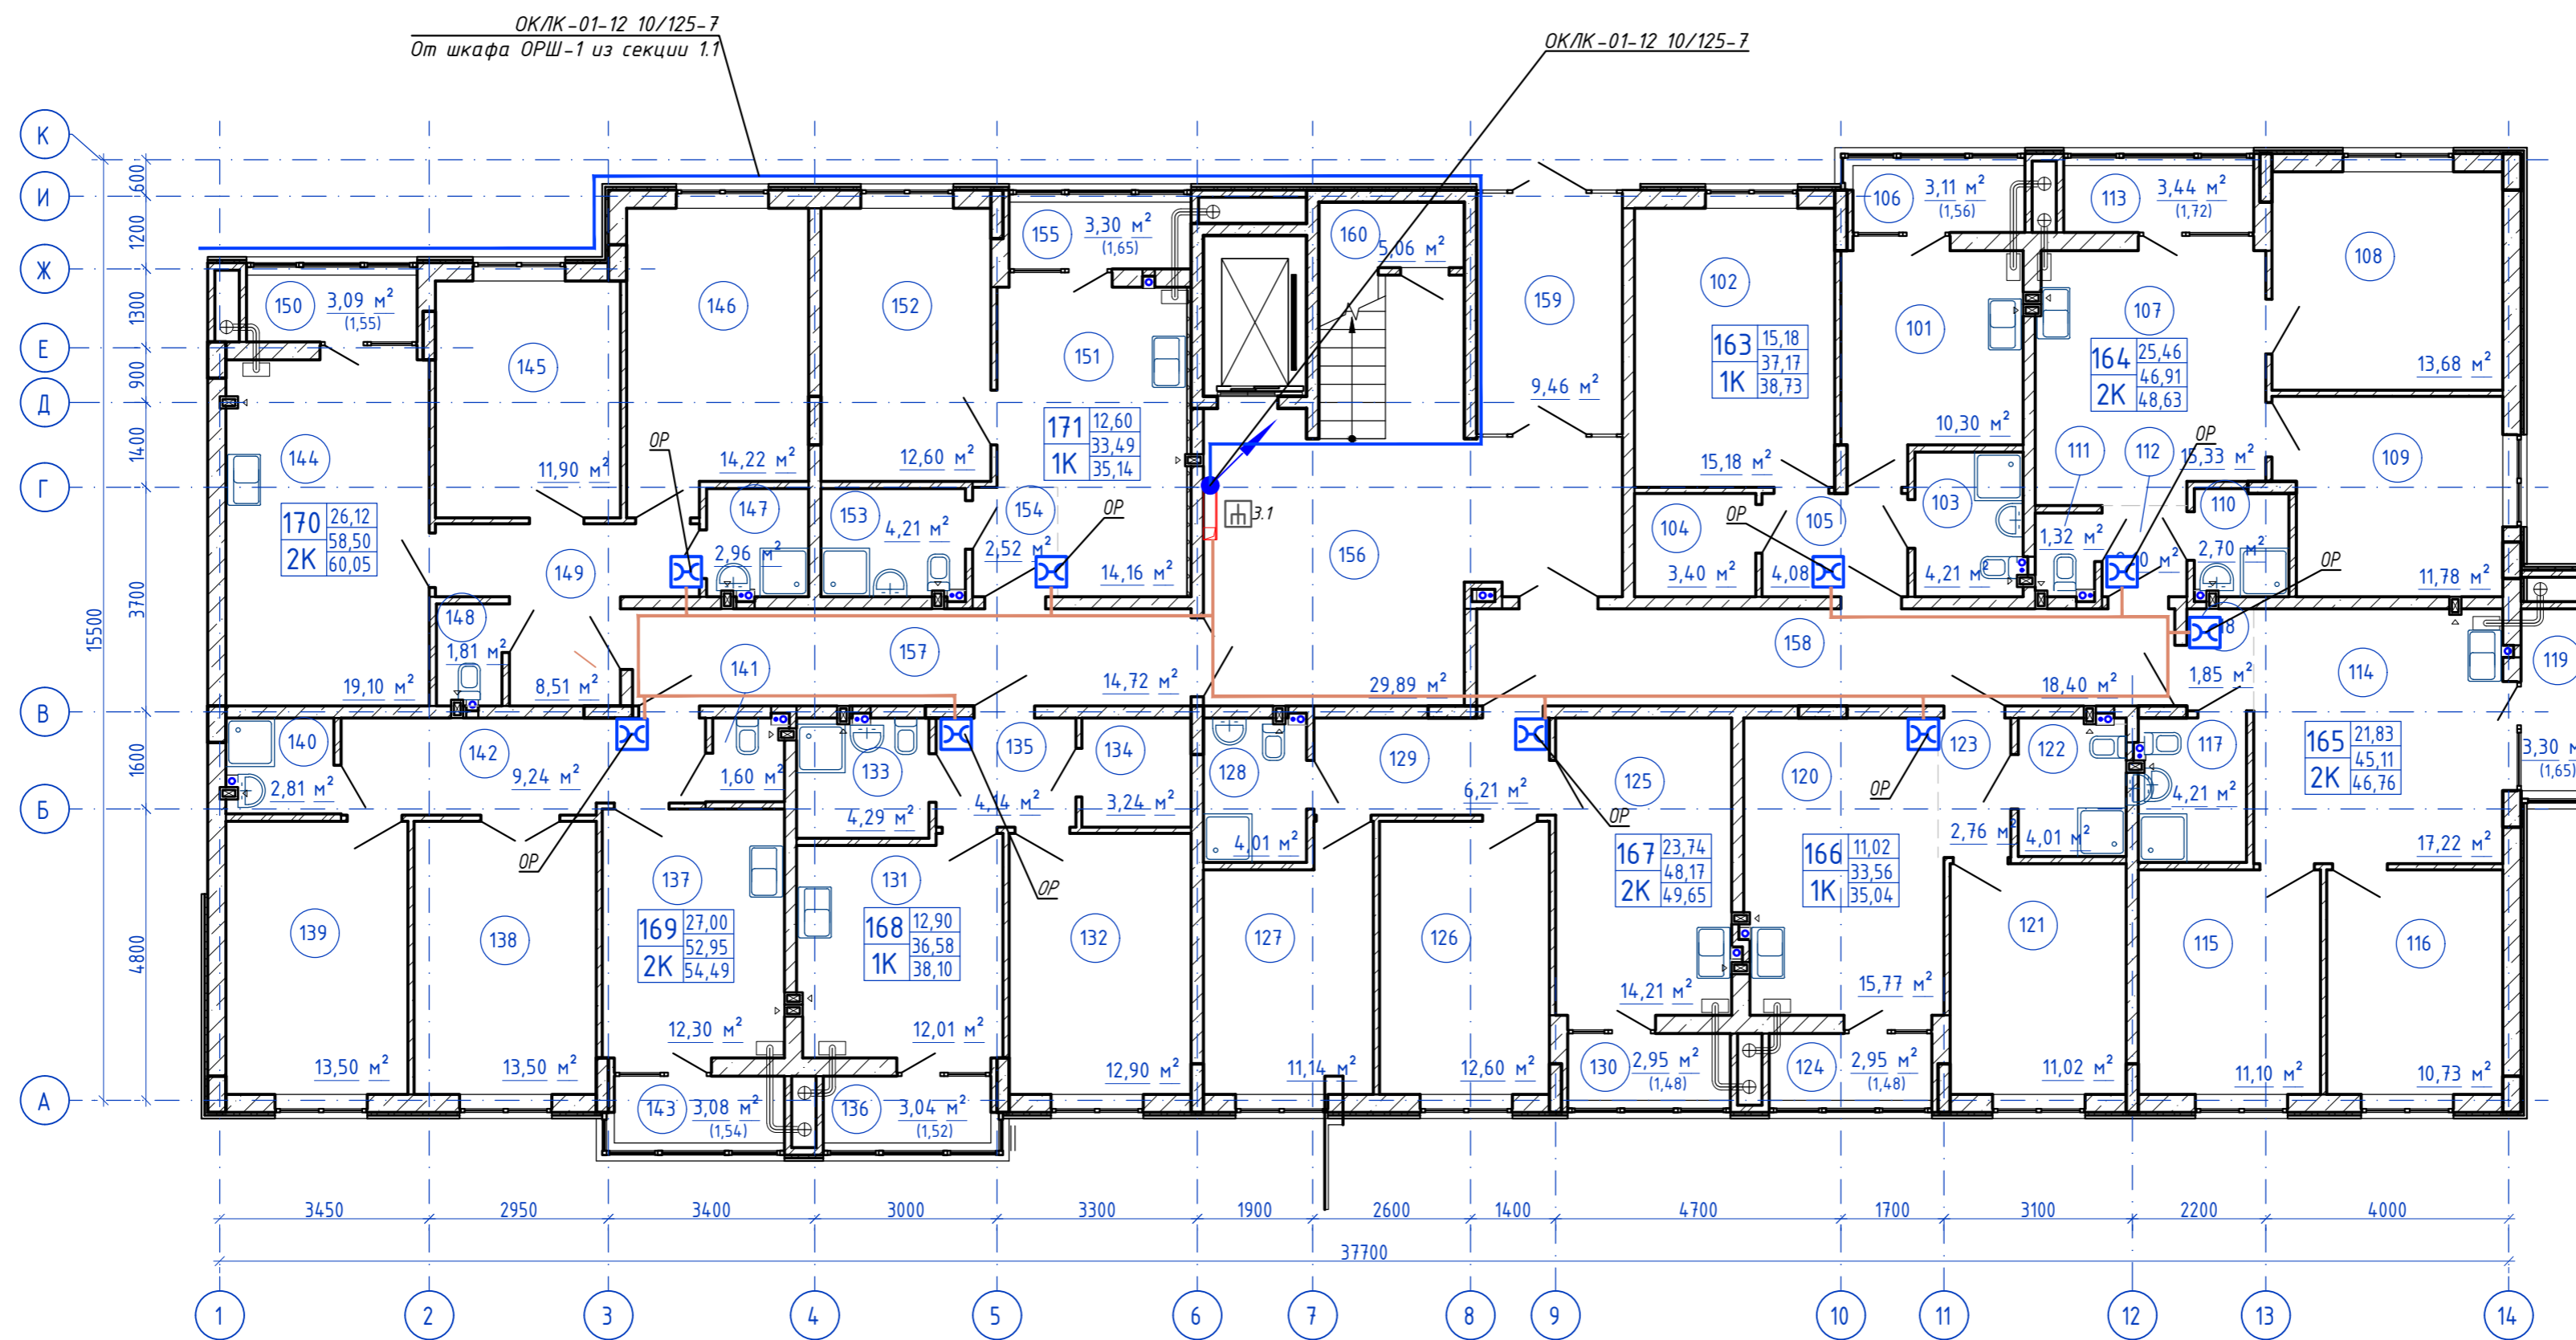 ОКЛК-01-12 10/125-7
От шкафа ОРШ-1 из секции 1.1
ОКЛК-01-12 10/125-7
К
И
Ж
Е
Д
Г
В
Б
А
600
1200
1300
900
1400
3700
1600
4800
15500
150
3,09 м²
(1,55)
145
11,90 м²
146
14,22 м²
152
12,60 м²
155
3,30 м²
(1,65)
151
160
5,06 м²
159
9,46 м²
102
15,18 м²
163
1К
15,18
37,17
38,73
106
3,11 м²
(1,56)
113
3,44 м²
(1,72)
101
10,30 м²
107
164
2К
25,46
46,91
48,63
108
13,68 м²
144
170
2К
26,12
58,50
60,05
19,10 м²
ОР
147
2,96 м²
153
4,21 м²
154
2,52 м²
171
1К
12,60
33,49
35,14
ОР
14,16 м²
3.1
156
29,89 м²
104
3,40 м²
ОР
105
4,08
103
4,21 м²
111
1,32 м²
112
ОР
15,33 м²
110
2,70 м²
109
11,78 м²
ОР
149
8,51 м²
148
1,81 м²
141
157
14,72 м²
158
18,40 м²
1,85 м²
114
17,22 м²
119
3,30
(1,65)
140
2,81 м²
142
9,24 м²
1,60 м²
133
4,29 м²
135
4,14 м²
134
3,24 м²
128
4,01 м²
129
6,21 м²
125
14,21 м²
120
15,77 м²
123
2,76 м²
122
4,01 м²
117
4,21 м²
165
2К
21,83
45,11
46,76
ОР
ОР
ОР
ОР
139
13,50 м²
138
13,50 м²
137
12,30 м²
169
2К
27,00
52,95
54,49
131
12,01 м²
168
1К
12,90
36,58
38,10
132
12,90 м²
127
11,14 м²
126
12,60 м²
167
2К
23,74
48,17
49,65
166
1К
11,02
33,56
35,04
121
11,02 м²
115
11,10 м²
116
10,73 м²
143
3,08 м²
(1,54)
136
3,04 м²
(1,52)
130
2,95 м²
(1,48)
124
2,95 м²
(1,48)
3450
2950
3400
3000
3300
1900
2600
1400
4700
1700
3100
2200
4000
37700
1
2
3
4
5
6
7
8
9
10
11
12
13
14